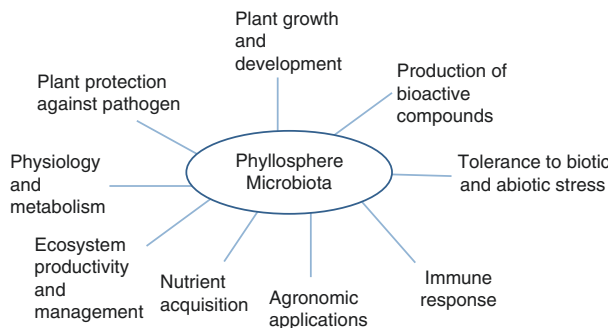 Plant growth
and
development
Production of
bioactive
compounds
Tolerance to biotic
and abiotic stress
Immune
response
Agronomic
applications
Nutrient
acquisition
Ecosystem
productivity
and
management
Physiology
and
metabolism
Plant protection
against pathogen
Phyllosphere
Microbiota